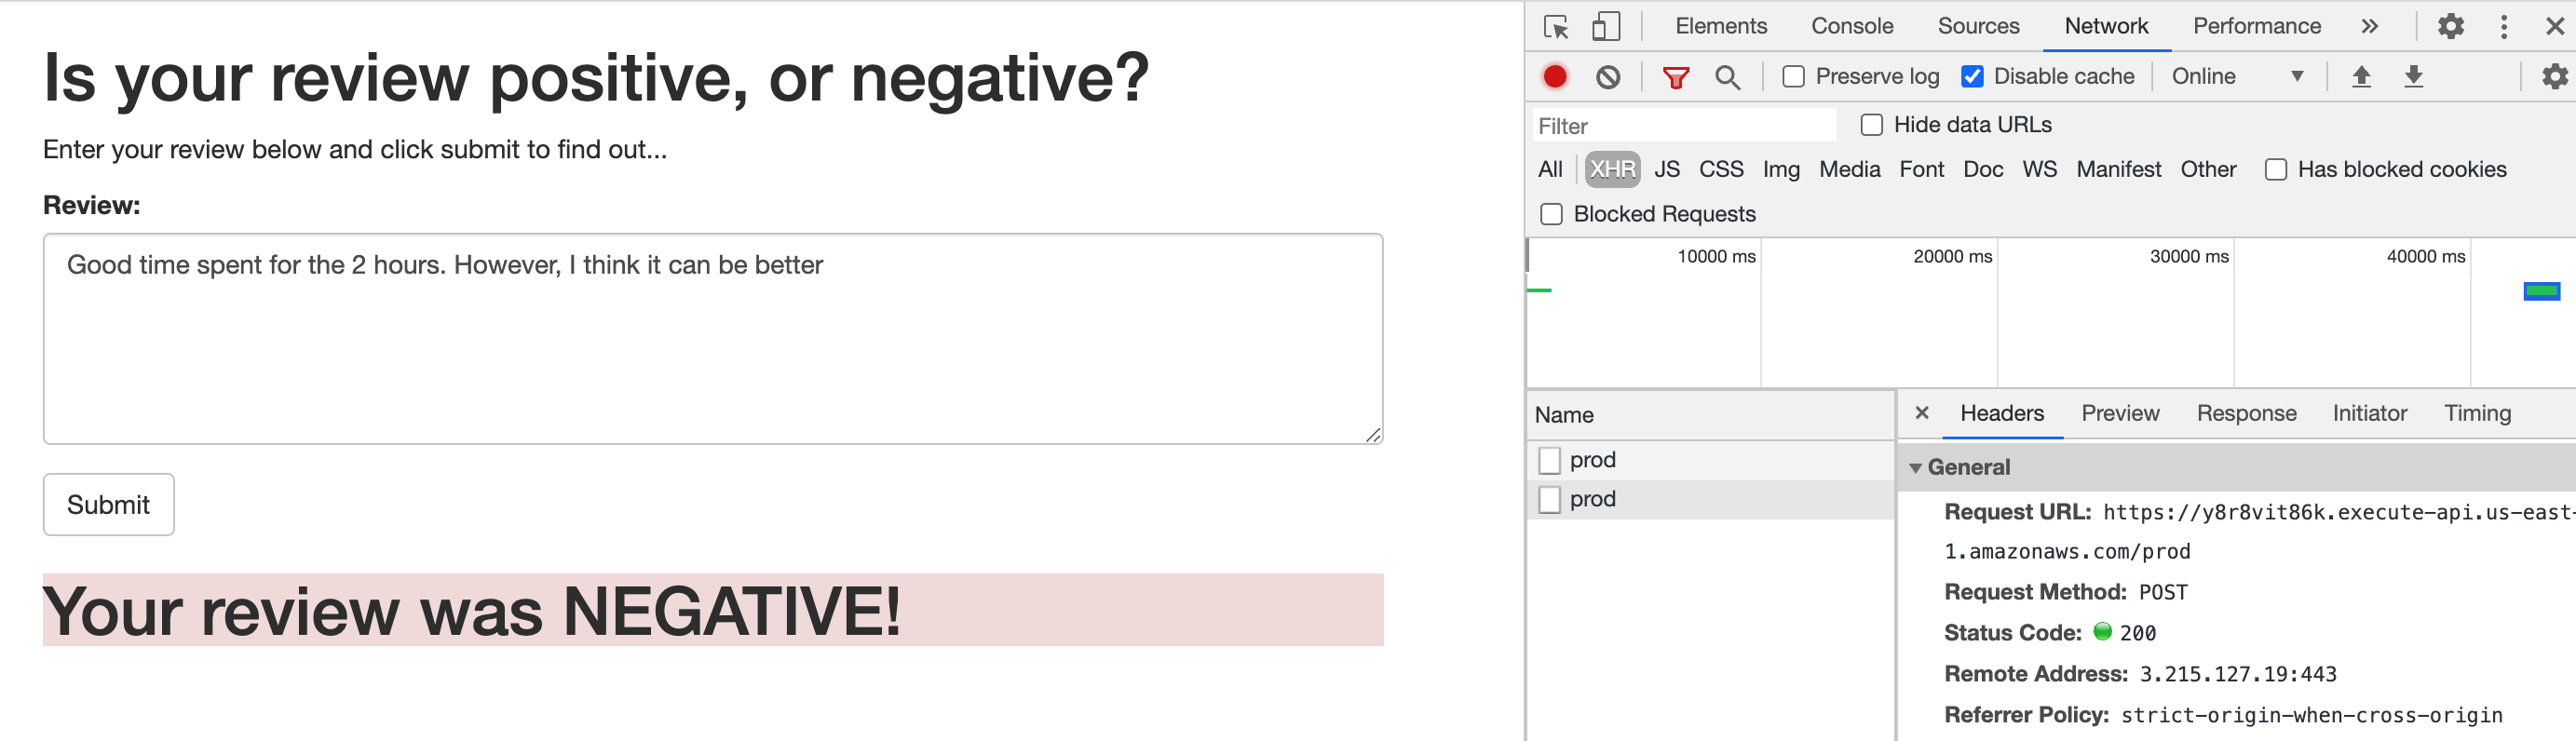 Is your review positive, or negative?
Enter your review below and click submit to find out...
Review:
Good time spent for the 2 hours. However, I think it can be better
Submit
Your review was NEGATIVE!
Elements Console Sources Network Performance »
Preserve log Disable cache Online
Filter Hide data URLs
All XHR JS CSS Img Media Font Doc WS Manifest Other Has blocked cookies
Blocked Requests
10000 ms 20000 ms 30000 ms 40000 ms
Name
prod
prod
× Headers Preview Response Initiator Timing
General
Request URL: https://y8r8vit86k.execute-api.us-east-
1.amazonaws.com/prod
Request Method: POST
Status Code: 200
Remote Address: 3.215.127.19:443
Referrer Policy: strict-origin-when-cross-origin